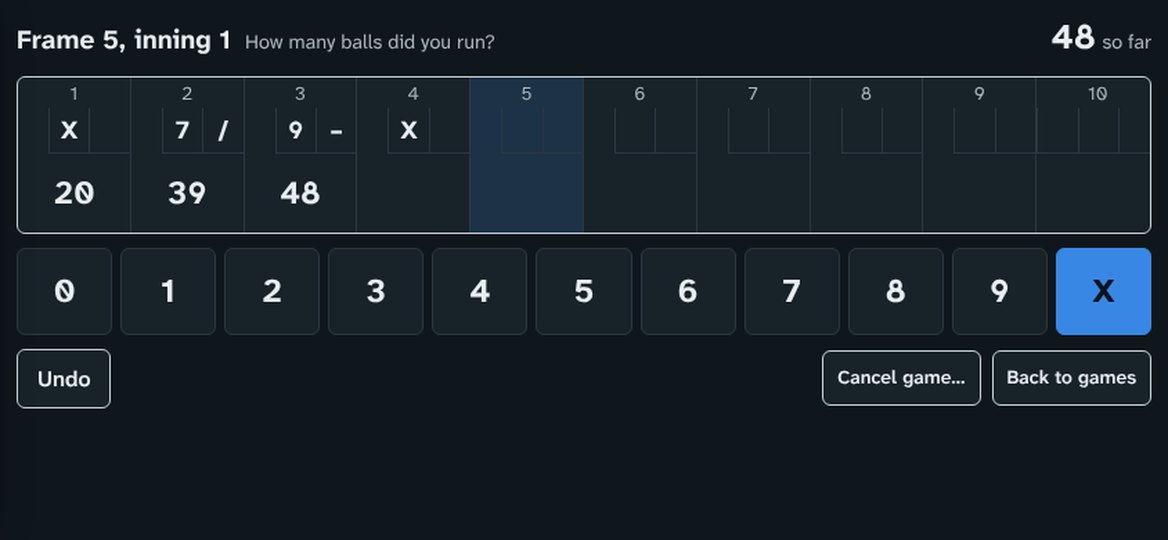 Frame 5, inning 1 How many balls did you run? 48 so far
1 2 3 4 5 6 7 8 9 10
X 7 / 9 - X
20 39 48
0 1 2 3 4 5 6 7 8 9 X
Undo Cancel game... Back to games